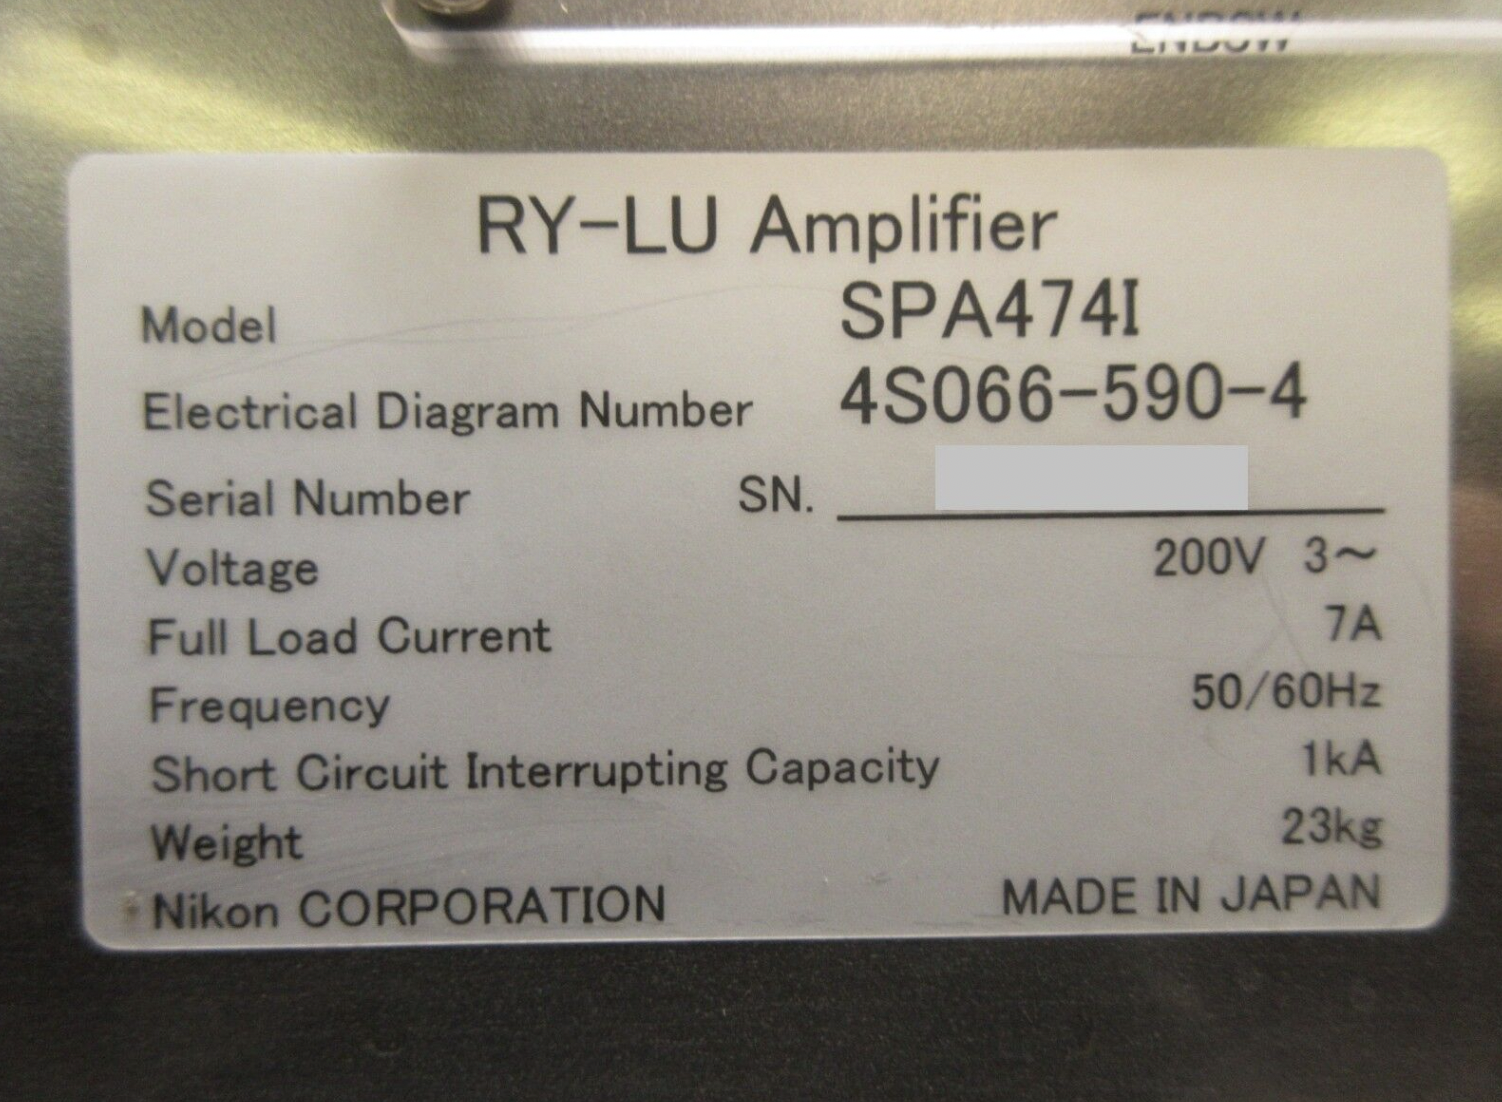 RY-LU Amplifier
Model SPA474I
Electrical Diagram Number 4S066-590-4
Serial Number SN.
Voltage 200V 3～
Full Load Current 7A
Frequency 50/60Hz
Short Circuit Interrupting Capacity 1kA
Weight 23kg
Nikon CORPORATION MADE IN JAPAN